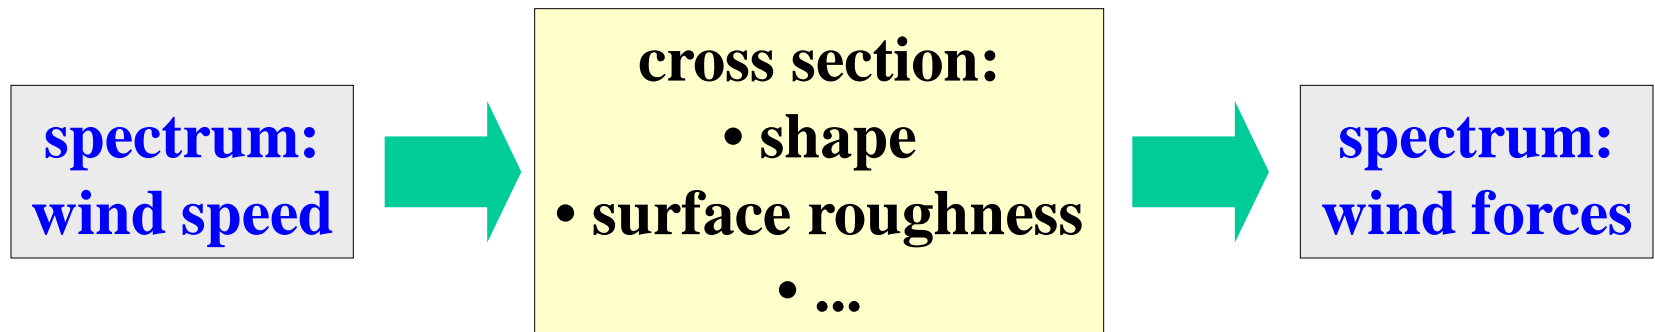 spectrum:
wind speed
cross section:
• shape
• surface roughness
• ...
spectrum:
wind forces